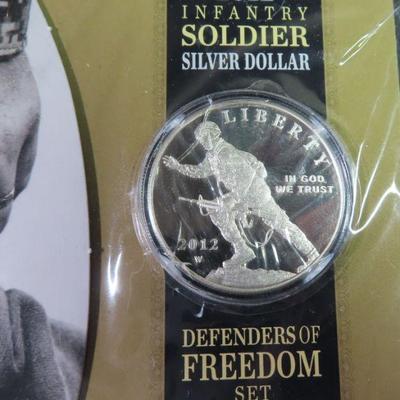 INFANTRY
SOLDIER
SILVER DOLLAR
LIBERTY
IN GOD
WE TRUST
2012
W
DEFENDERS OF
FREEDOM
SET